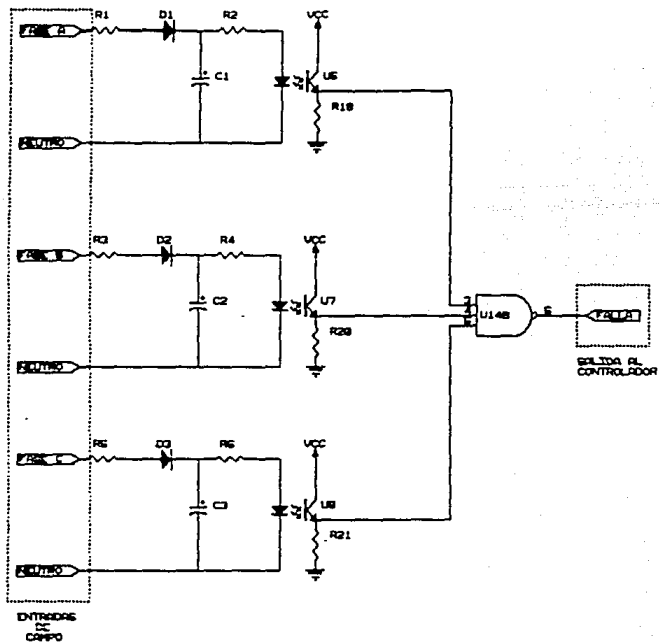 FASE A
R1
D1
R2
VCC
C1
U6
R18
NEUTRO
FASE B
R3
D2
R4
VCC
C2
U7
R20
NEUTRO
U14B
6
FALLA
SALIDA AL
CONTROLADOR
FASE C
R5
D3
R6
VCC
C3
U8
R21
NEUTRO
ENTRADAS
DE
CAMPO